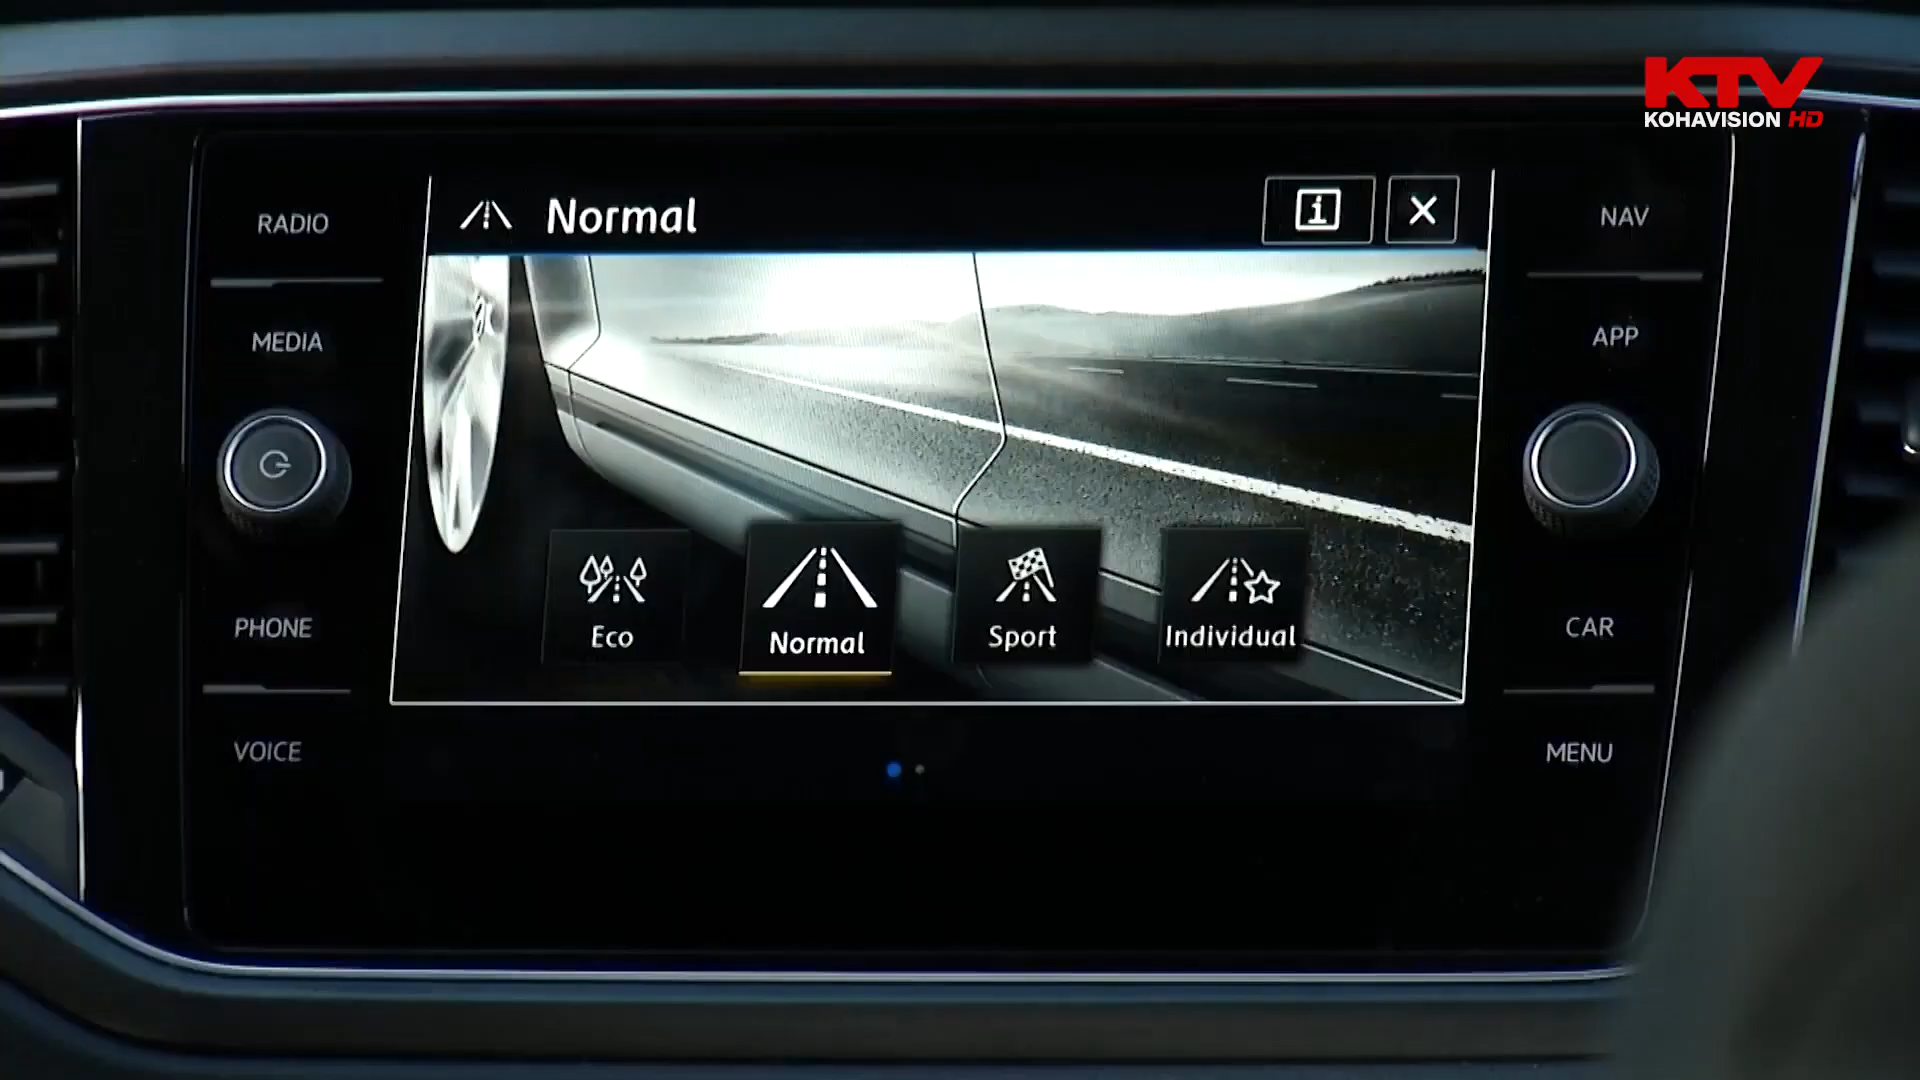 KTV
KOHAVISION HD
RADIO
MEDIA
PHONE
VOICE
Normal
i
Eco
Normal
Sport
Individual
NAV
APP
CAR
MENU